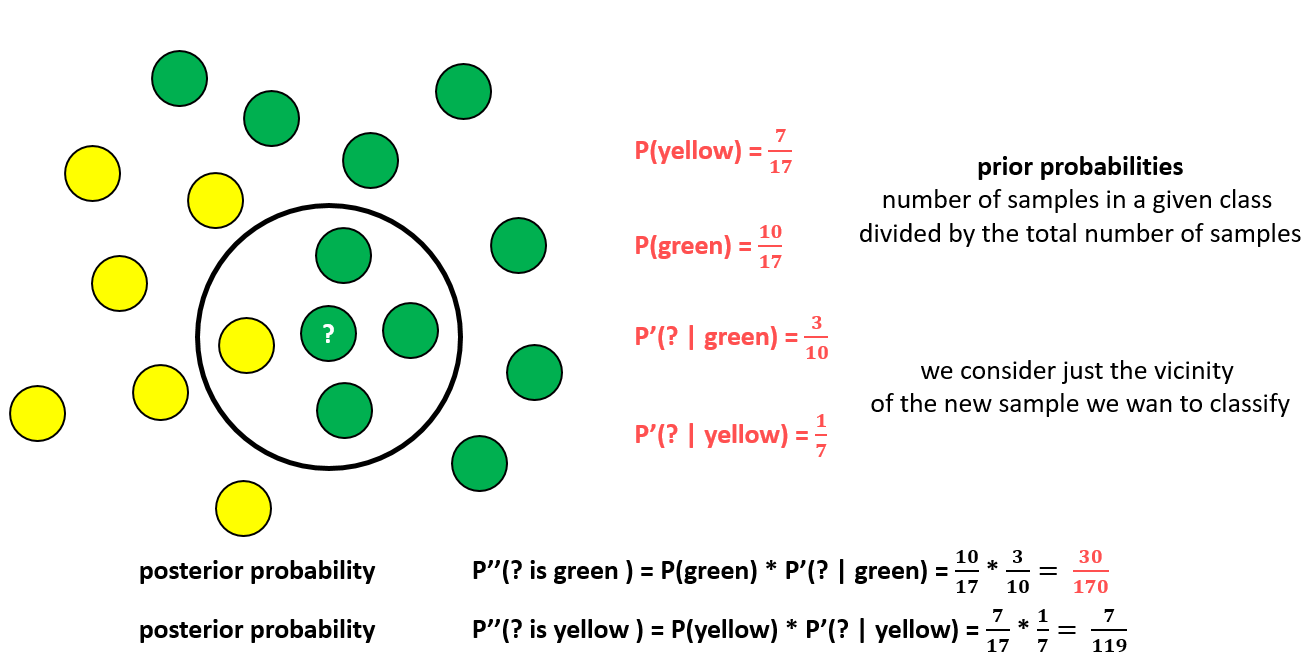 ?
P(yellow) = 7/17
P(green) = 10/17
P’(? | green) = 3/10
P’(? | yellow) = 1/7
prior probabilities
number of samples in a given class
divided by the total number of samples
we consider just the vicinity
of the new sample we wan to classify
posterior probability P’’(? is green ) = P(green) * P’(? | green) = 10/17 * 3/10 = 30/170
posterior probability P’’(? is yellow ) = P(yellow) * P’(? | yellow) = 7/17 * 1/7 = 7/119